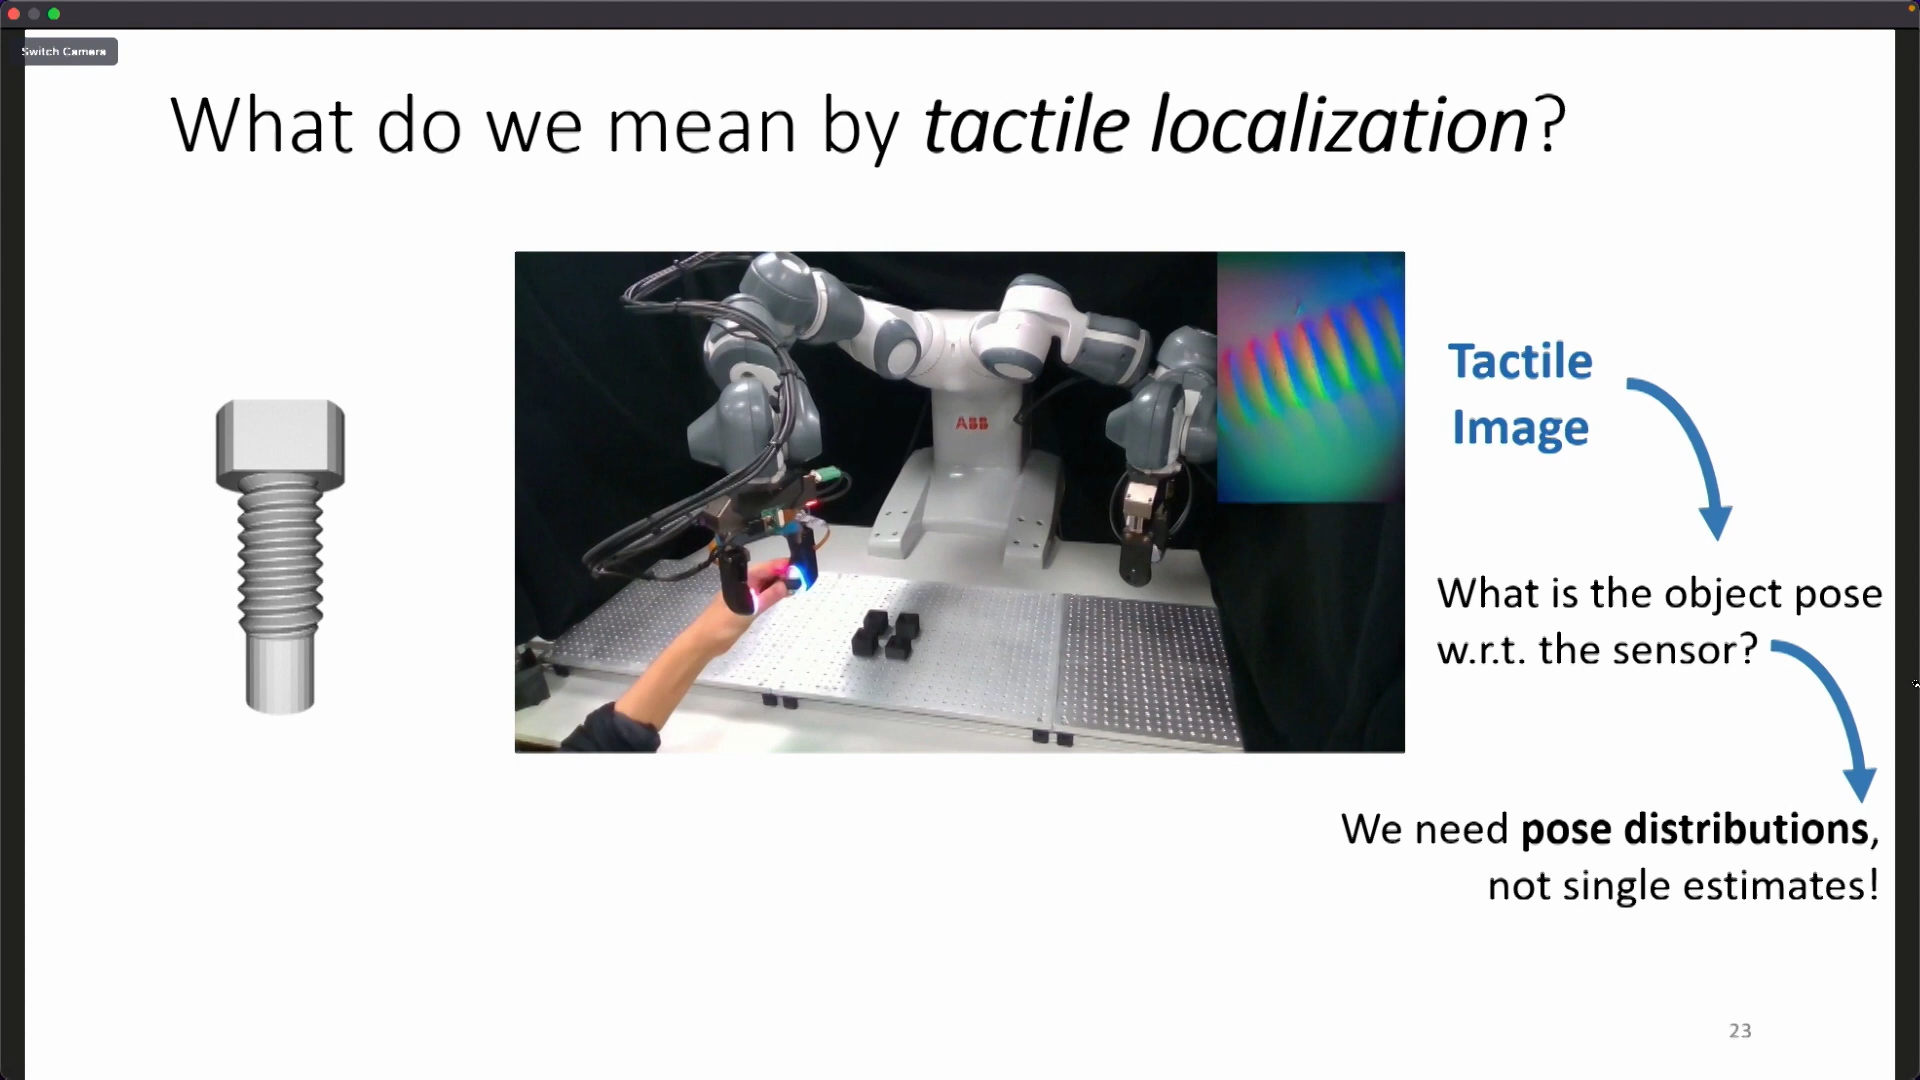 Switch Camera
What do we mean by tactile localization?
ABB
Tactile
Image
What is the object pose
w.r.t. the sensor?
We need pose distributions,
not single estimates!
23